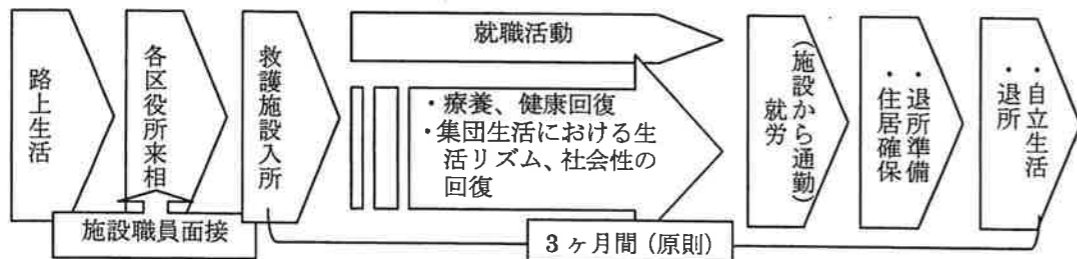 路上生活
各区役所来相
施設職員面接
救護施設入所
就職活動
・療養、健康回復
・集団生活における生
活リズム、社会性の
回復
(施設から通勤)
就労
・退所準備
・住居確保
・自立生活
・退所
3ヶ月間(原則)